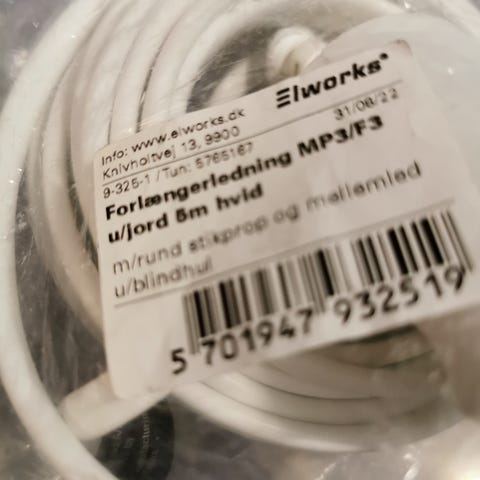 Elworks®
Info: www.elworks.dk
Knivholtvej 13, 9900
31/08/22
9-325-1 / Tun: 5765167
Forlængerledning MP3/F3
u/jord 5m hvid
m/rund stikprop og mellemled
u/blindhul
5 701947 932519